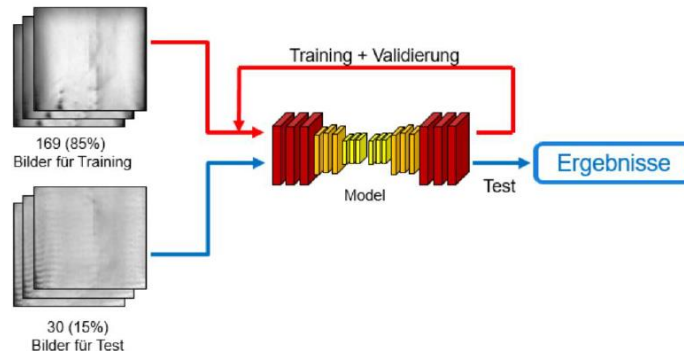 Training + Validierung
169 (85%)
Bilder für Training
Model
Test
Ergebnisse
30 (15%)
Bilder für Test